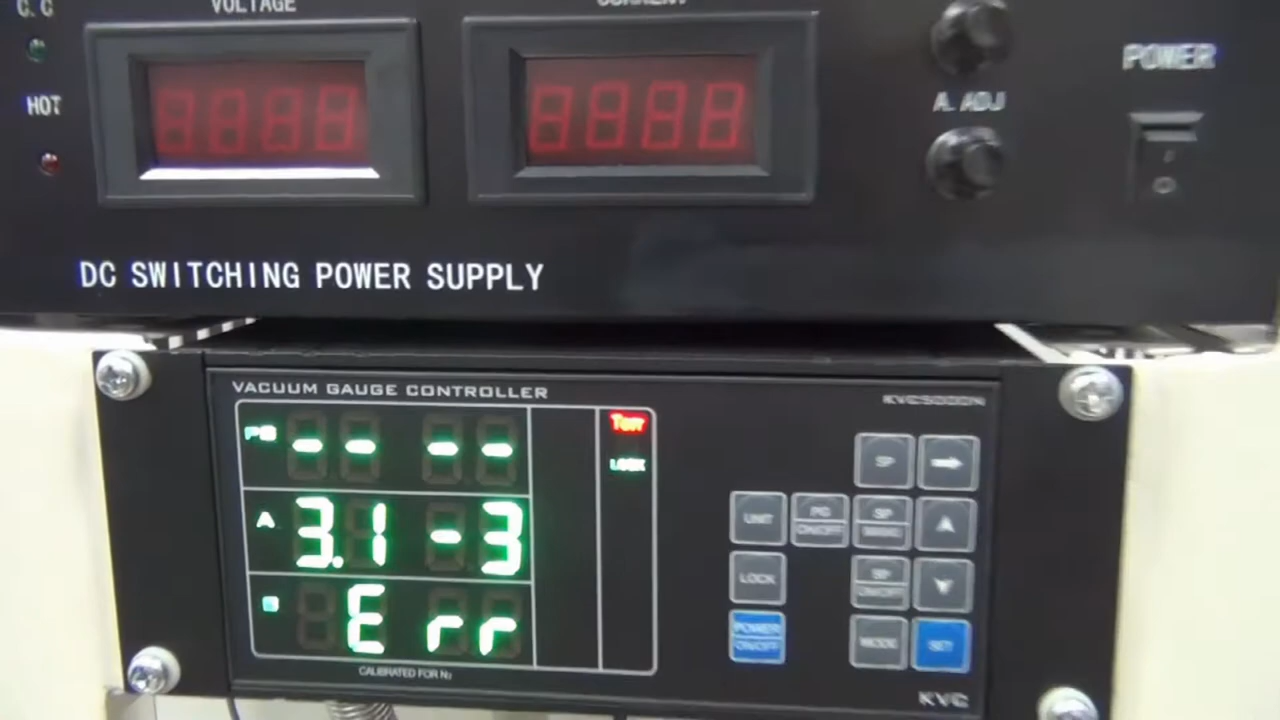 C.C
VOLTAGE
CURRENT
HOT
A. ADJ
POWER
DC SWITCHING POWER SUPPLY
VACUUM GAUGE CONTROLLER
PG -- --
Torr
LOCK
A 3.1 -3
B Err
CALIBRATED FOR N₂
SP
UNIT
PG
ON/OFF
SP
LOCK
SP
ON/OFF
POWER
ON/OFF
MODE
SET
KVC